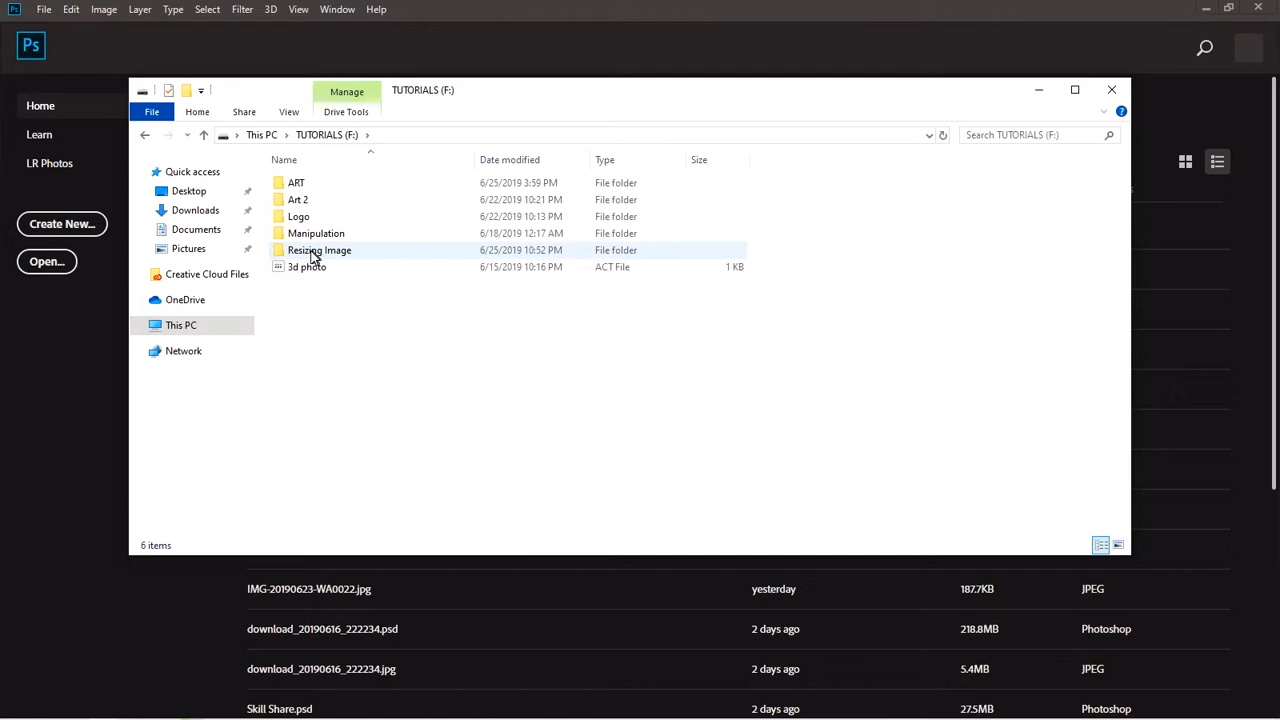 Ps File Edit Image Layer Type Select Filter 3D View Window Help
Ps
Manage TUTORIALS (F:)
File Home Share View Drive Tools
This PC TUTORIALS (F:) Search TUTORIALS (F:)
Home
Learn
LR Photos
Create New...
Open...
Quick access
Desktop
Downloads
Documents
Pictures
Creative Cloud Files
OneDrive
This PC
Network
Name Date modified Type Size
ART 6/25/2019 3:59 PM File folder
Art 2 6/22/2019 10:21 PM File folder
Logo 6/22/2019 10:13 PM File folder
Manipulation 6/18/2019 12:17 AM File folder
Resizing Image 6/25/2019 10:52 PM File folder
3d photo 6/15/2019 10:16 PM ACT File 1 KB
6 items
IMG-20190623-WA0022.jpg yesterday 187.7KB JPEG
download_20190616_222234.psd 2 days ago 218.8MB Photoshop
download_20190616_222234.jpg 2 days ago 5.4MB JPEG
Skill Share.psd 2 days ago 27.5MB Photoshop